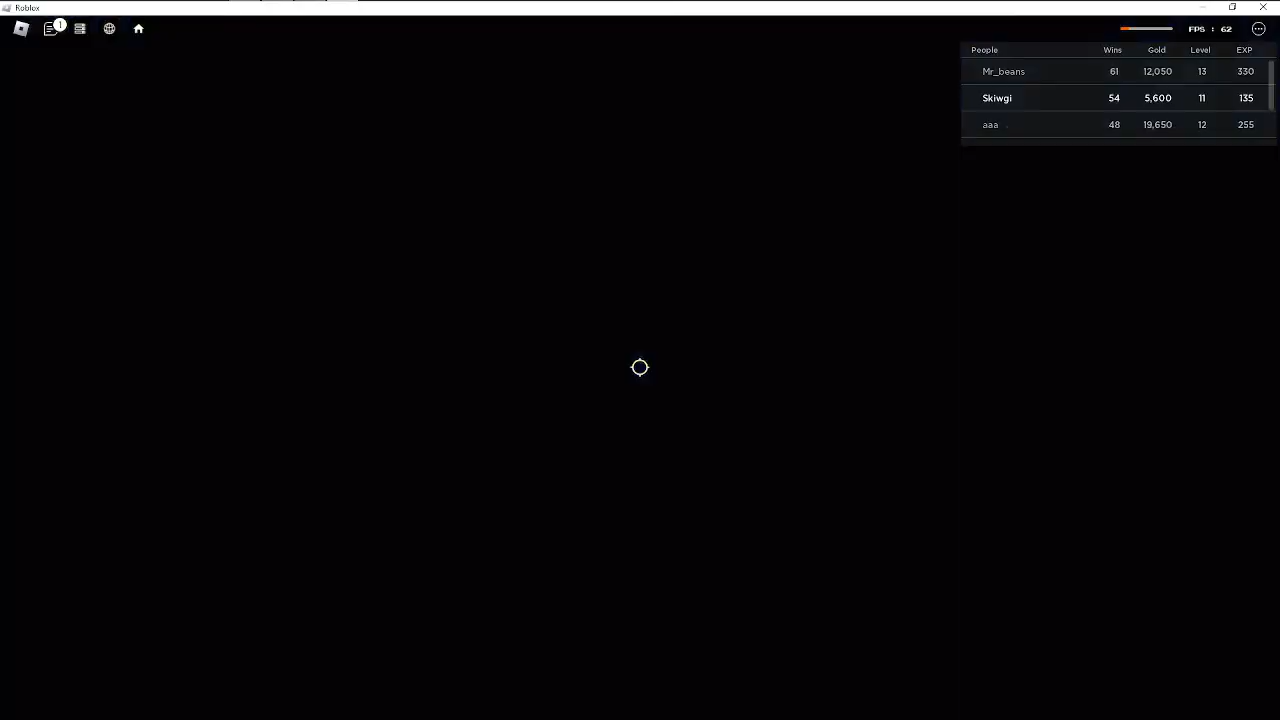 Roblox
1
FPS : 62
People Wins Gold Level EXP
Mr_beans 61 12,050 13 330
Skiwgi 54 5,600 11 135
aaa 48 19,650 12 255